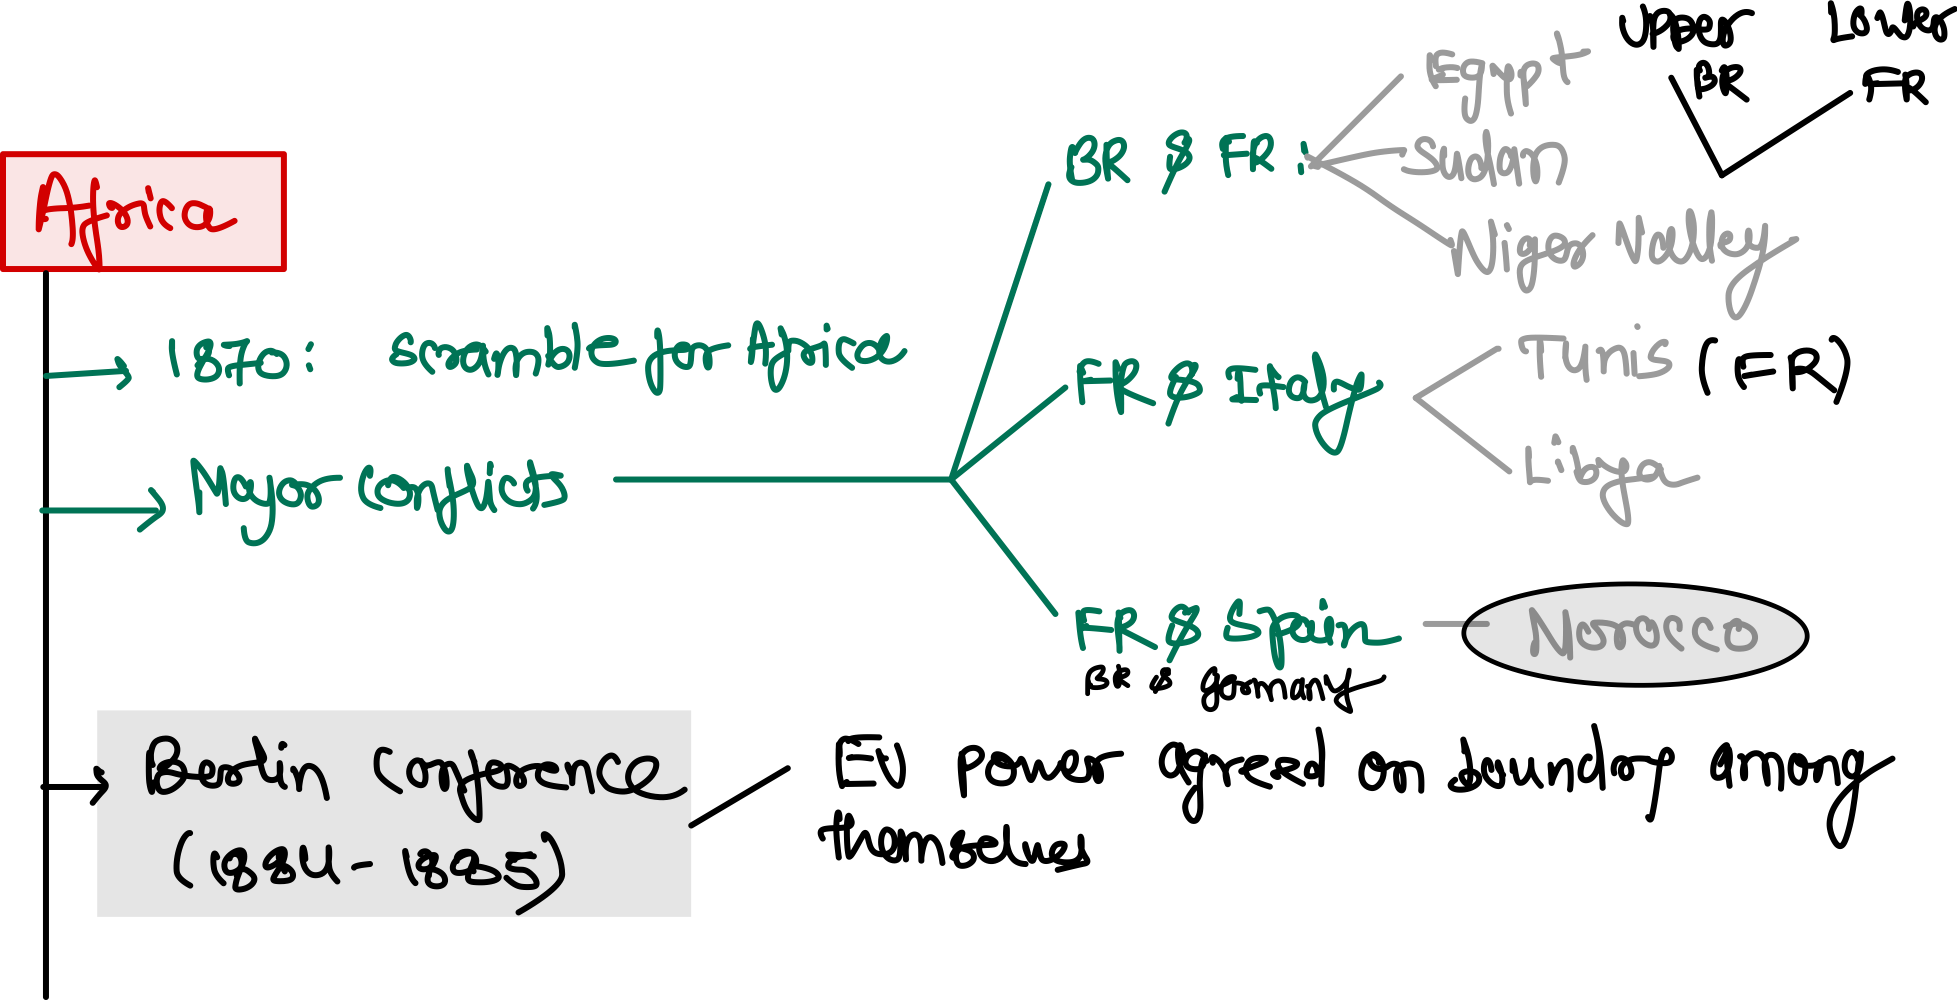 Africa
1870: Scramble for Africa
Major conflicts
BR & FR:
Egypt
Sudan
Niger Valley
Upper BR
Lower FR
FR & Italy
Tunis (FR)
Libya
FR & Spain
BR & Germany
Morocco
Berlin Conference
(1884-1885)
EU power agreed on boundry among
themselves